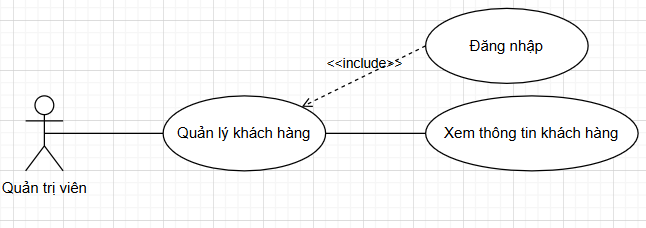 Đăng nhập
<<include>>
Quản lý khách hàng
Xem thông tin khách hàng
Quản trị viên